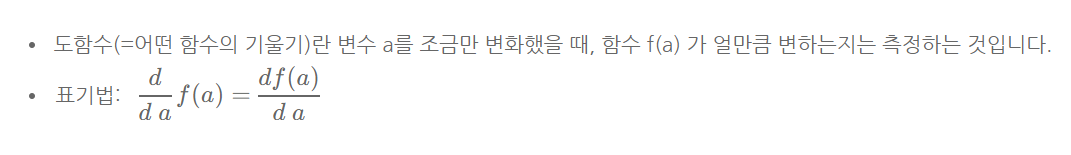 • 도함수(=어떤 함수의 기울기)란 변수 a를 조금만 변화했을 때, 함수 f(a) 가 얼만큼 변하는지는 측정하는 것입니다.
• 표기법: \frac{d}{d a} f(a) = \frac{df(a)}{d a}